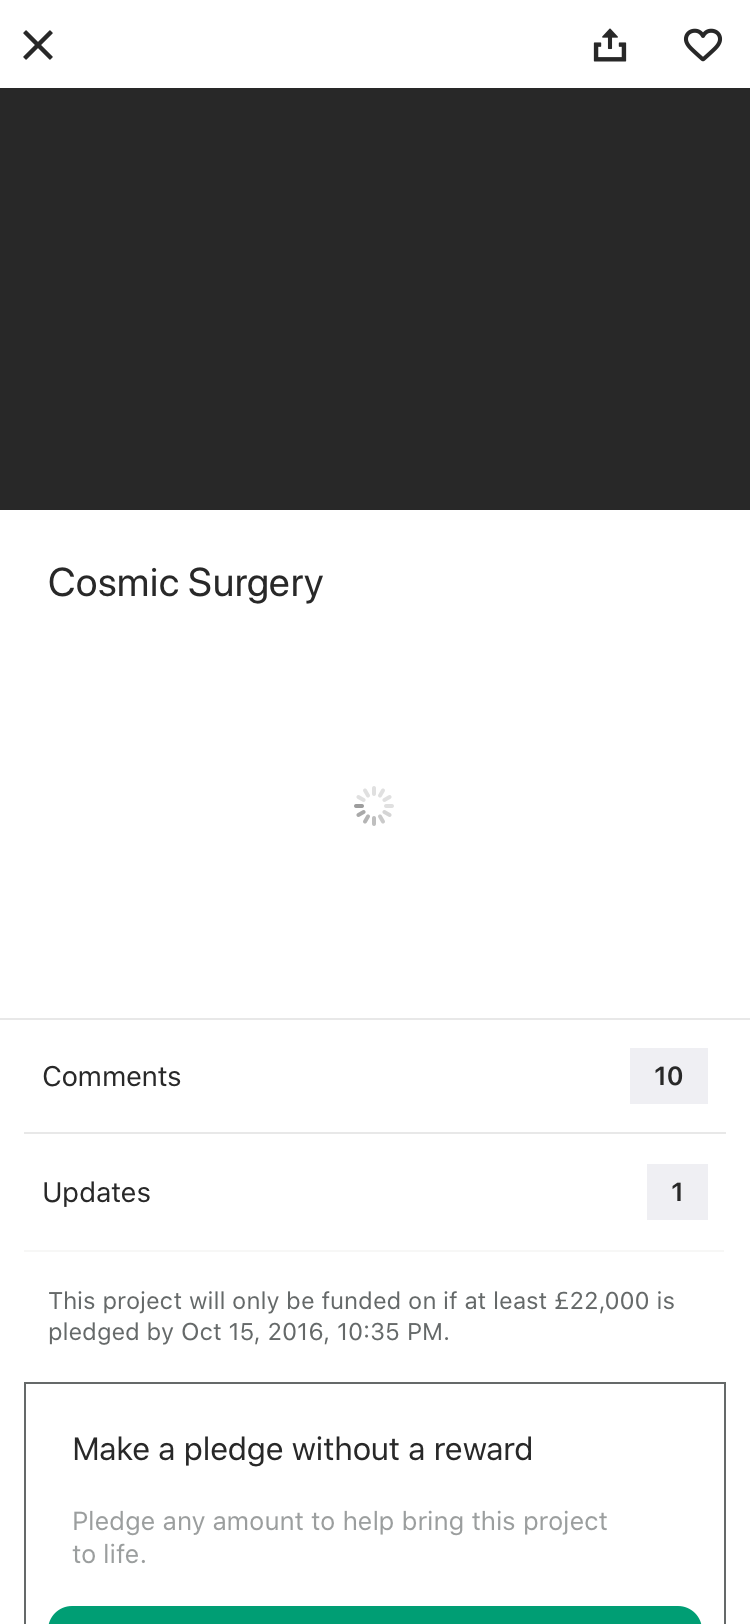 Cosmic Surgery
Comments
10
Updates
1
This project will only be funded on if at least £22,000 is
pledged by Oct 15, 2016, 10:35 PM.
Make a pledge without a reward
Pledge any amount to help bring this project
to life.